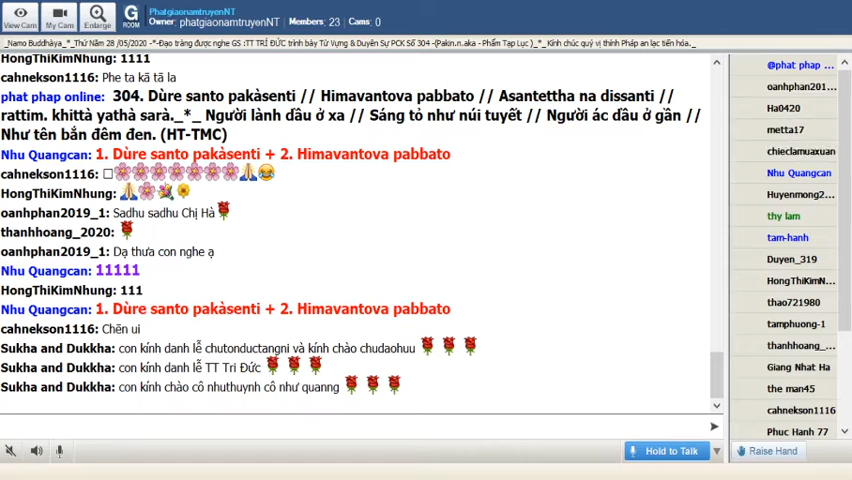 PhatgiaonamtruyenNT
Owner: phatgiaonamtruyenNT Members: 23 Cams: 0
View Cam
My Cam
Enlarge
G
ROOM
_Namo Buddhàya_*_Thứ Năm 28 /05/2020 -*-Đạo tràng được nghe GS :TT TRÍ ĐỨC trình bày Từ Vựng & Duyên Sự PCK Số 304 -(Pakin.n.aka - Phẩm Tạp Lục )_*_ Kính chúc quý vị thính Pháp an lạc tiến hóa._
HongThiKimNhung: 1111
cahnekson1116: Phe ta kã tã la
phat phap online: 304. Dùre santo pakàsenti // Himavantova pabbato // Asantettha na dissanti //
rattim. khittà yathà sarà._*_ Người lành dầu ở xa // Sáng tỏ như núi tuyết // Người ác dầu ở gần //
Như tên bắn đêm đen. (HT-TMC)
Nhu Quangcan: 1. Dùre santo pakàsenti + 2. Himavantova pabbato
cahnekson1116:
HongThiKimNhung:
oanhphan2019_1: Sadhu sadhu Chị Hà
thanhhoang_2020:
oanhphan2019_1: Dạ thưa con nghe ạ
Nhu Quangcan: 11111
HongThiKimNhung: 111
Nhu Quangcan: 1. Dùre santo pakàsenti + 2. Himavantova pabbato
cahnekson1116: Chẽn ui
Sukha and Dukkha: con kính danh lễ chutonductangni và kính chào chudaohuu
Sukha and Dukkha: con kính danh lễ TT Tri Đức
Sukha and Dukkha: con kính chào cô nhuthuynh cô như quanng
@phat phap ...
oanhphan201...
Ha0420
metta17
chieclamuaxuan
Nhu Quangcan
Huyenmong2...
thy lam
tam-hanh
Duyen_319
HongThiKimN...
thao721980
tamphuong-1
thanhhoang_...
Giang Nhat Ha
the man45
cahnekson1116
Phuc Hanh 77
Hold to Talk
Raise Hand